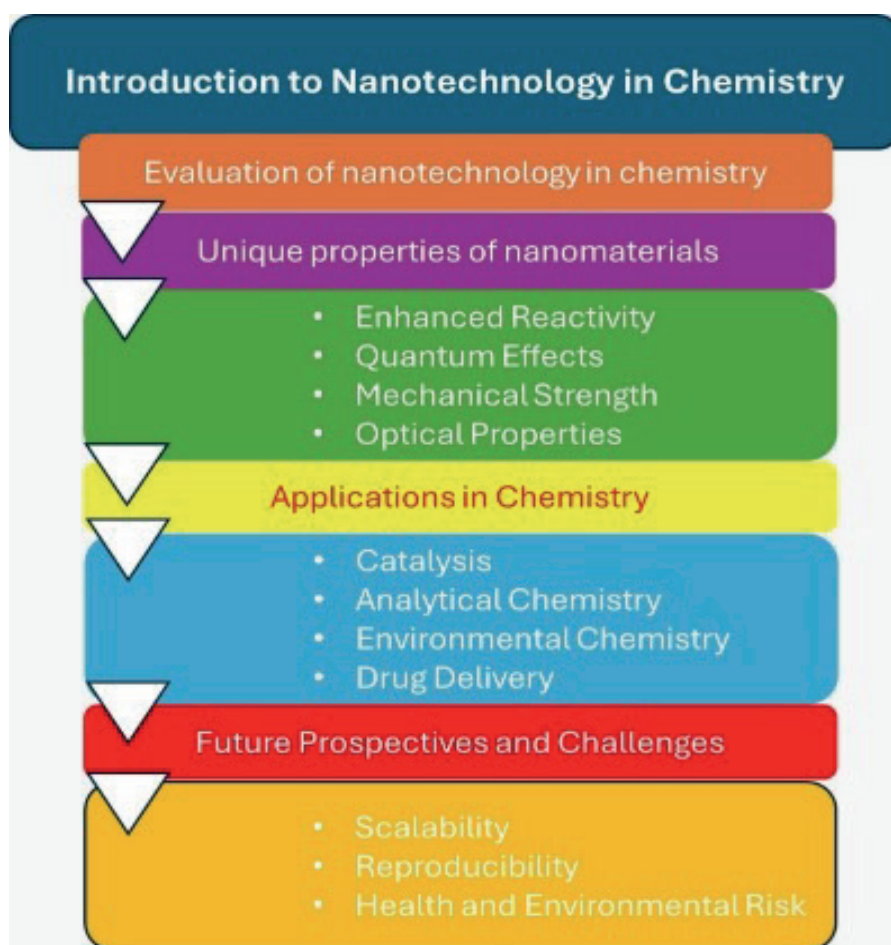 Introduction to Nanotechnology in Chemistry
Evaluation of nanotechnology in chemistry
Unique properties of nanomaterials
• Enhanced Reactivity
• Quantum Effects
• Mechanical Strength
• Optical Properties
Applications in Chemistry
• Catalysis
• Analytical Chemistry
• Environmental Chemistry
• Drug Delivery
Future Prospectives and Challenges
• Scalability
• Reproducibility
• Health and Environmental Risk